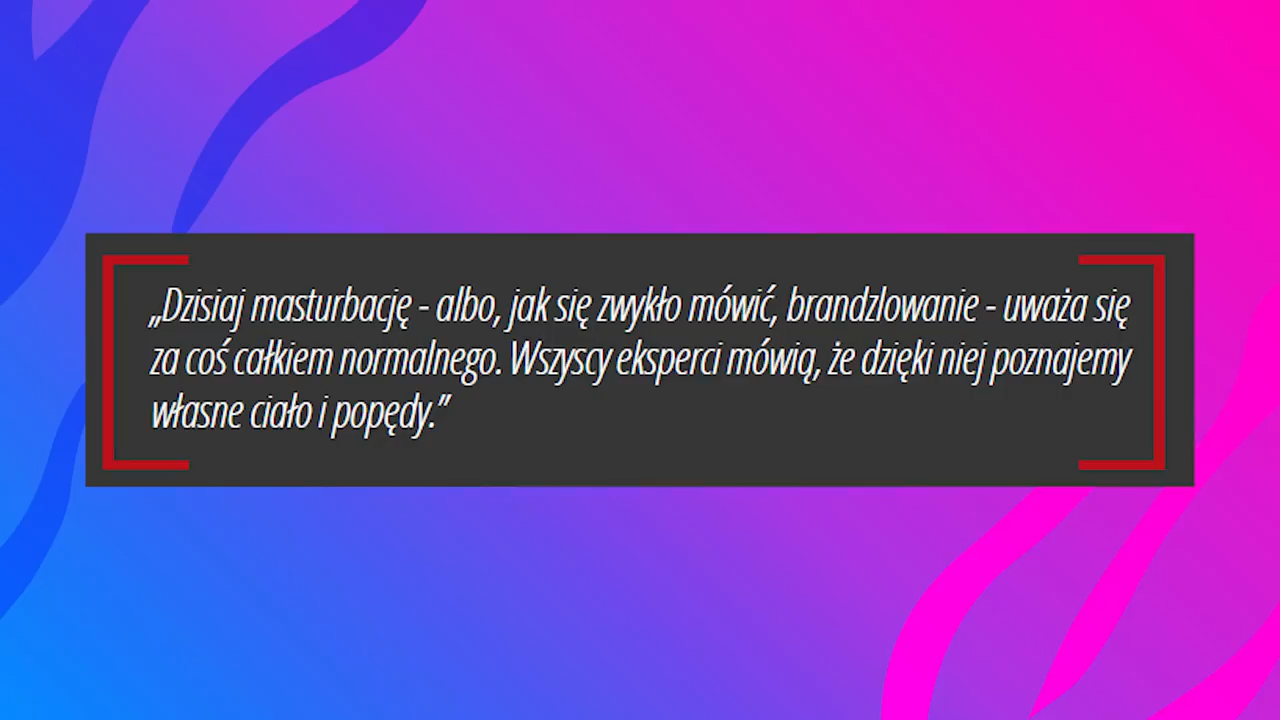 „Dzisiaj masturbację - albo, jak się zwykło mówić, brandzlowanie - uważa się
za coś całkiem normalnego. Wszyscy eksperci mówią, że dzięki niej poznajemy
własne ciało i popędy.”